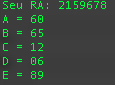 Seu RA: 2159678
A = 60
B = 65
C = 12
D = 06
E = 89